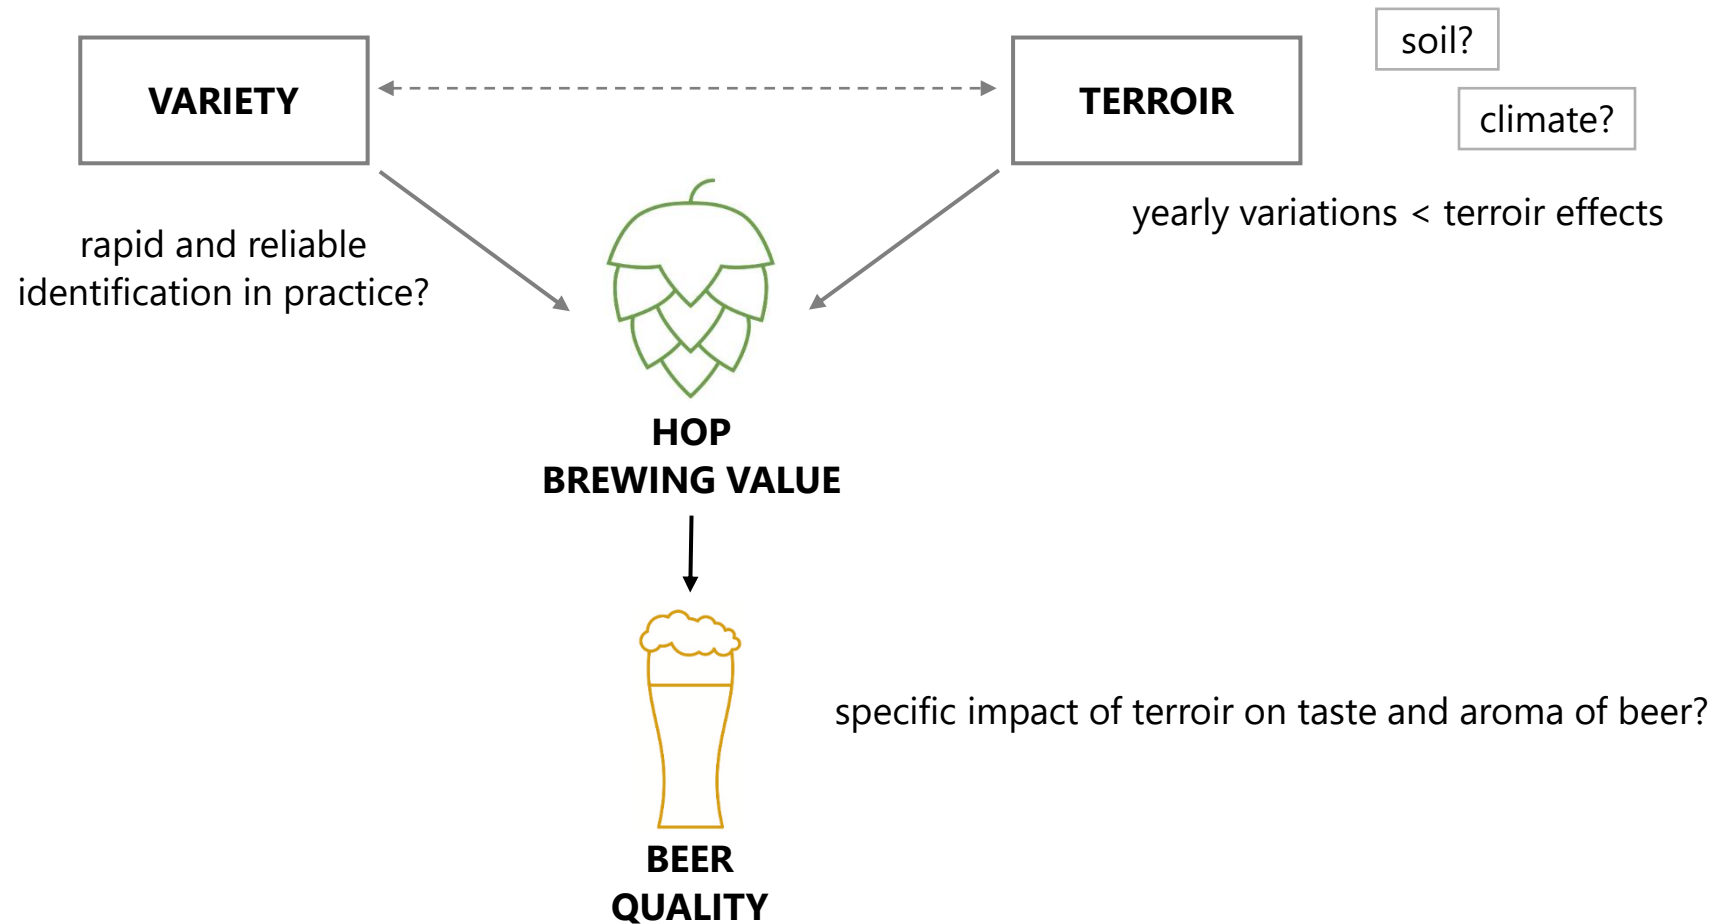 soil?
VARIETY
TERROIR
climate?
yearly variations < terroir effects
rapid and reliable
identification in practice?
HOP
BREWING VALUE
specific impact of terroir on taste and aroma of beer?
BEER
QUALITY